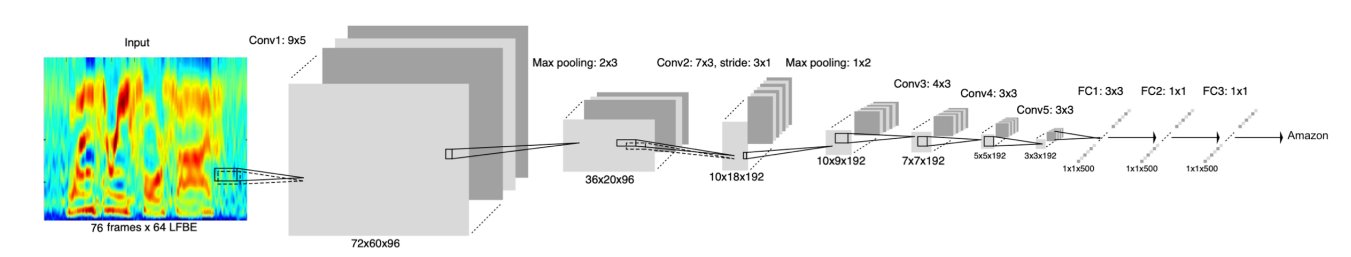 Input
76 frames x 64 LFBE
Conv1: 9x5
72x60x96
Max pooling: 2x3
36x20x96
Conv2: 7x3, stride: 3x1
10x18x192
Max pooling: 1x2
10x9x192
Conv3: 4x3
7x7x192
Conv4: 3x3
5x5x192
Conv5: 3x3
3x3x192
FC1: 3x3
1x1x500
FC2: 1x1
1x1x500
FC3: 1x1
1x1x500
Amazon